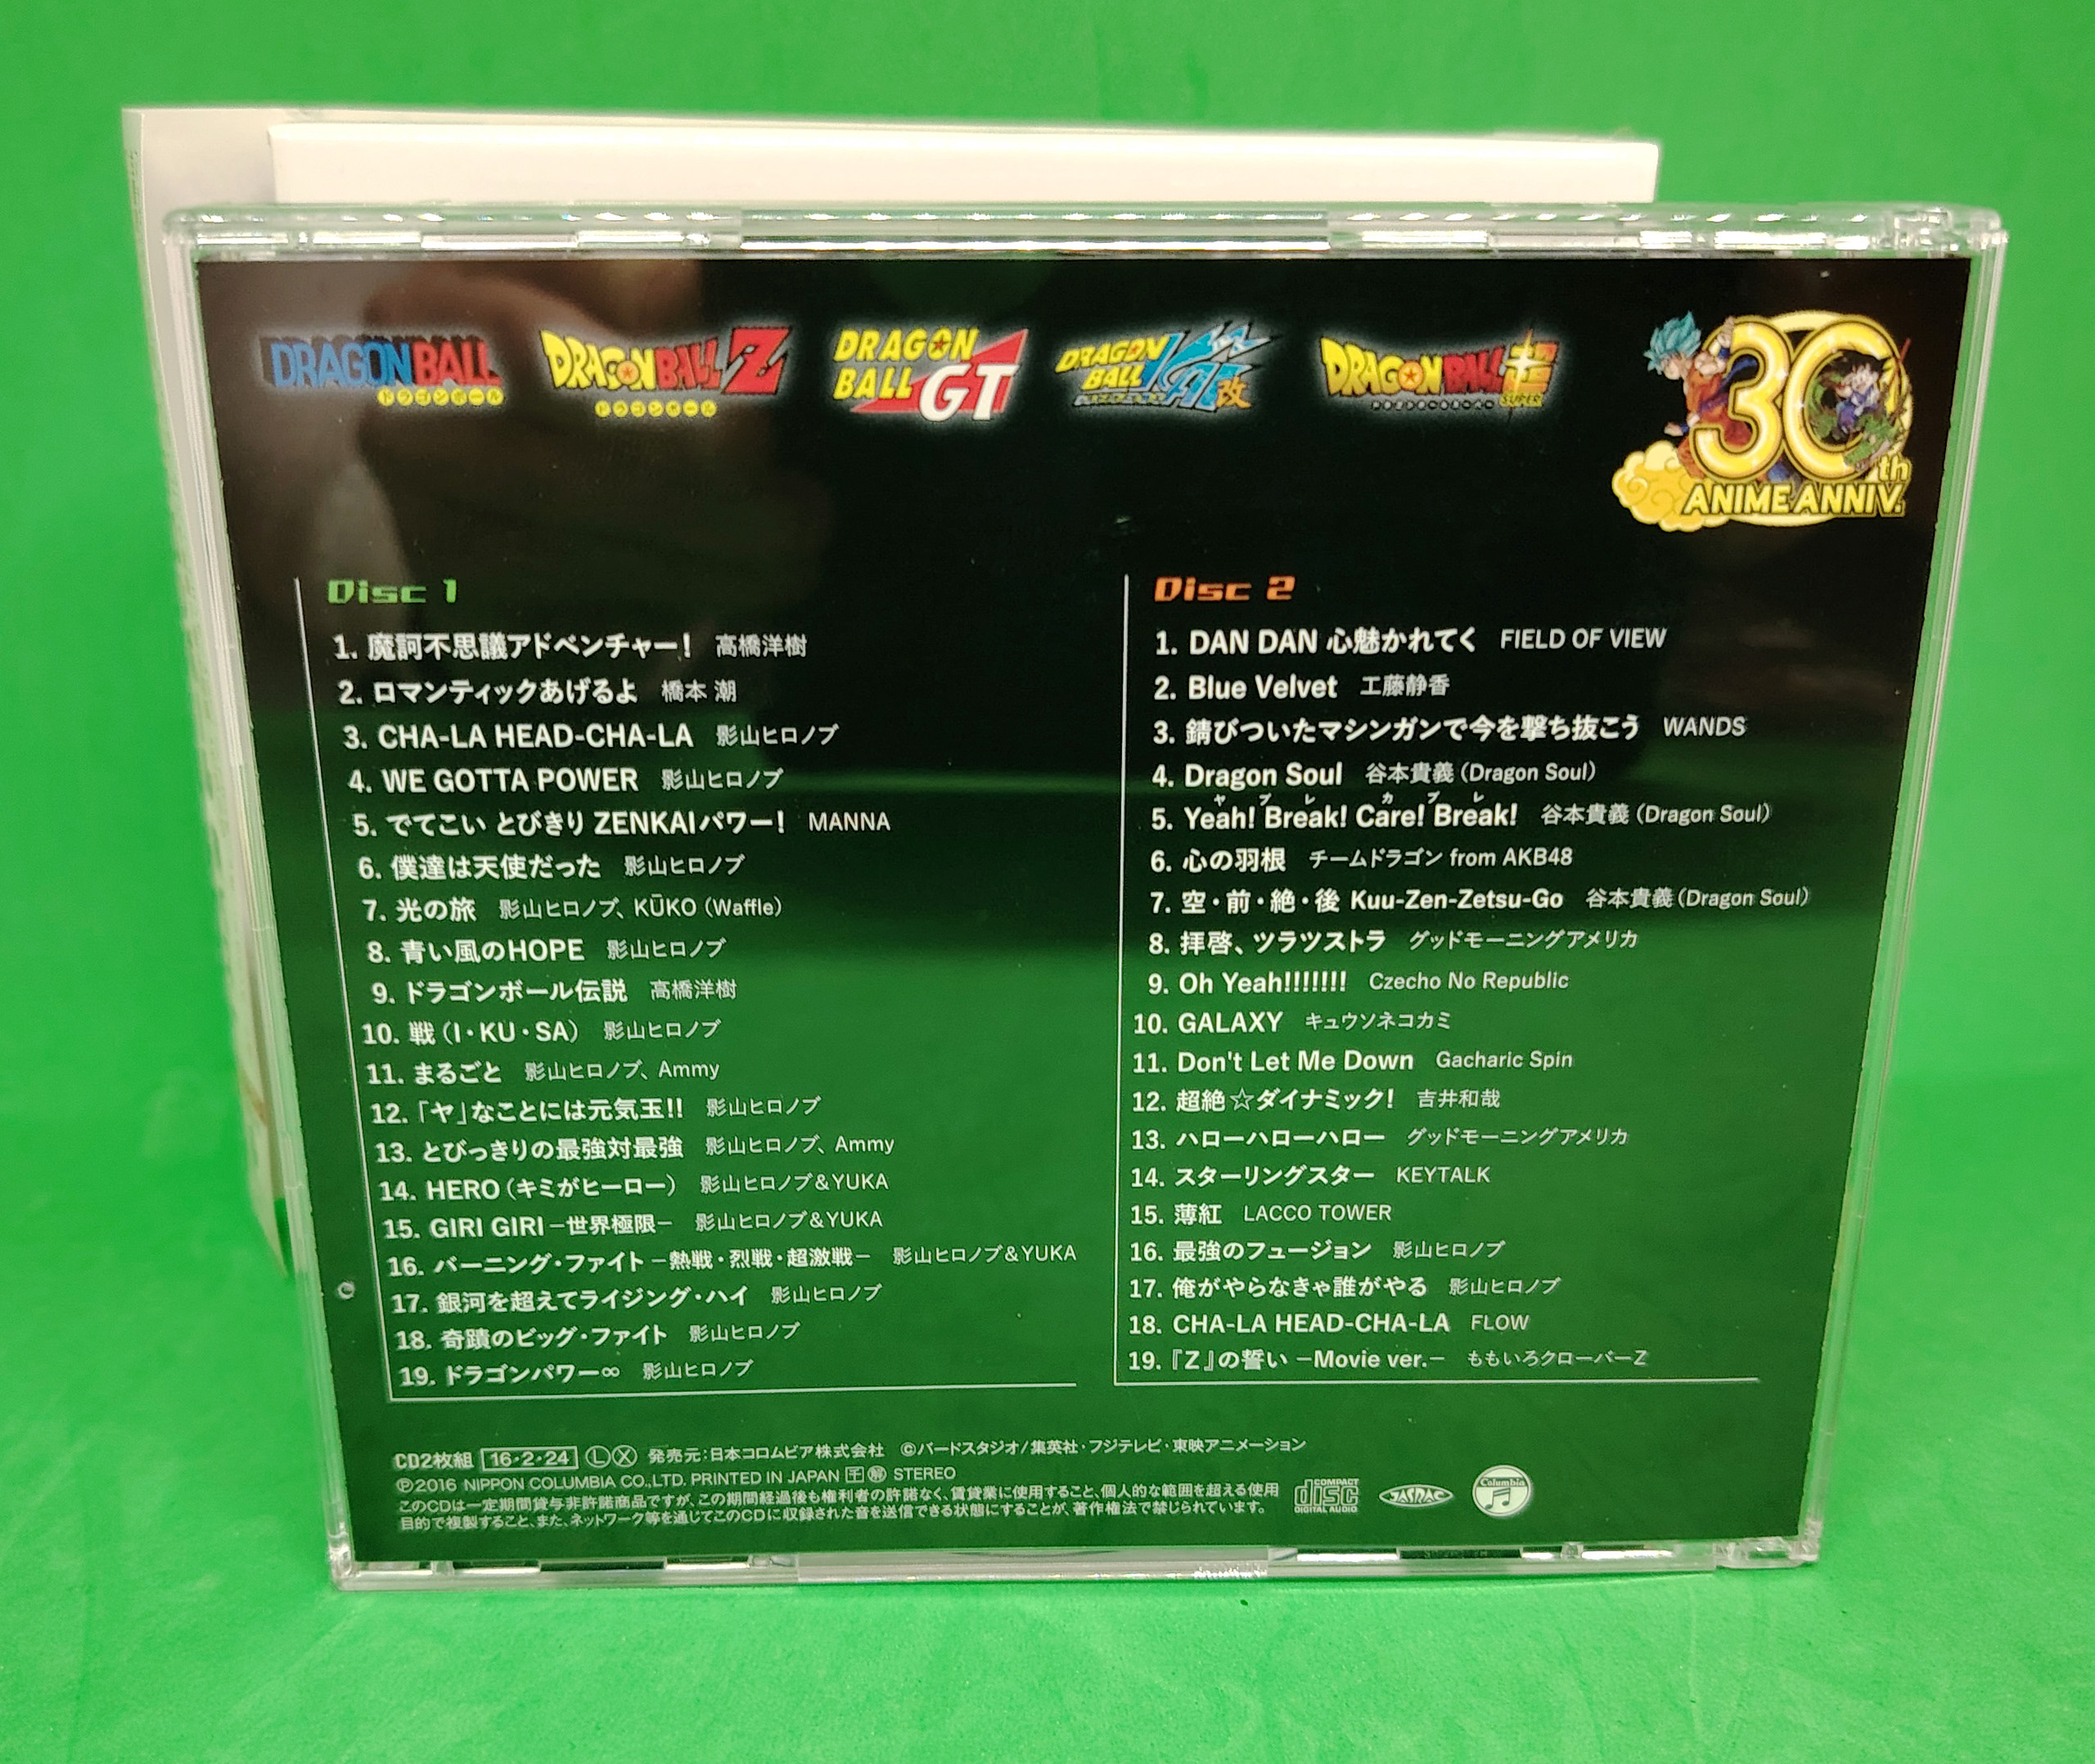 DRAGON BALL
ドラゴンボール
DRAGON BALL Z
ドラゴンボール
DRAGON BALL GT
DRAGON BALL KAI 改
DRAGON BALL 超 SUPER
30th
ANIME ANNIV.
Disc 1
1. 魔訶不思議アドベンチャー! 高橋洋樹
2. ロマンティックあげるよ 橋本 潮
3. CHA-LA HEAD-CHA-LA 影山ヒロノブ
4. WE GOTTA POWER 影山ヒロノブ
5. でてこい とびきり ZENKAIパワー! MANNA
6. 僕達は天使だった 影山ヒロノブ
7. 光の旅 影山ヒロノブ、KŪKO (Waffle)
8. 青い風のHOPE 影山ヒロノブ
9. ドラゴンボール伝説 高橋洋樹
10. 戦 (I・KU・SA) 影山ヒロノブ
11. まるごと 影山ヒロノブ、Ammy
12.「ヤ」なことには元気玉!! 影山ヒロノブ
13. とびっきりの最強対最強 影山ヒロノブ、Ammy
14. HERO (キミがヒーロー) 影山ヒロノブ&YUKA
15. GIRI GIRI −世界極限− 影山ヒロノブ&YUKA
16. バーニング・ファイト −熱戦・烈戦・超激戦− 影山ヒロノブ&YUKA
17. 銀河を超えてライジング・ハイ 影山ヒロノブ
18. 奇蹟のビッグ・ファイト 影山ヒロノブ
19. ドラゴンパワー∞ 影山ヒロノブ
Disc 2
1. DAN DAN 心魅かれてく FIELD OF VIEW
2. Blue Velvet 工藤静香
3. 錆びついたマシンガンで今を撃ち抜こう WANDS
4. Dragon Soul 谷本貴義 (Dragon Soul)
ヤ ブ レ カ ブ レ
5. Yeah! Break! Care! Break! 谷本貴義 (Dragon Soul)
6. 心の羽根 チームドラゴン from AKB48
7. 空・前・絶・後 Kuu-Zen-Zetsu-Go 谷本貴義 (Dragon Soul)
8. 拝啓、ツラツストラ グッドモーニングアメリカ
9. Oh Yeah!!!!!!! Czecho No Republic
10. GALAXY キュウソネコカミ
11. Don't Let Me Down Gacharic Spin
12. 超絶☆ダイナミック! 吉井和哉
13. ハローハローハロー グッドモーニングアメリカ
14. スターリングスター KEYTALK
15. 薄紅 LACCO TOWER
16. 最強のフュージョン 影山ヒロノブ
17. 俺がやらなきゃ誰がやる 影山ヒロノブ
18. CHA-LA HEAD-CHA-LA FLOW
19. 『Z』の誓い −Movie ver.− ももいろクローバーZ
CD2枚組 16・2・24 Ⓛ Ⓧ 発売元:日本コロムビア株式会社 ©バードスタジオ/集英社・フジテレビ・東映アニメーション
℗2016 NIPPON COLUMBIA CO.,LTD. PRINTED IN JAPAN STEREO
このCDは一定期間貸与非許諾商品ですが、この期間経過後も権利者の許諾なく、賃貸業に使用すること、個人的な範囲を超える使用
目的で複製すること、また、ネットワーク等を通じてこのCDに収録された音を送信できる状態にすることが、著作権法で禁じられています。
COMPACT disc DIGITAL AUDIO
JASRAC
Columbia